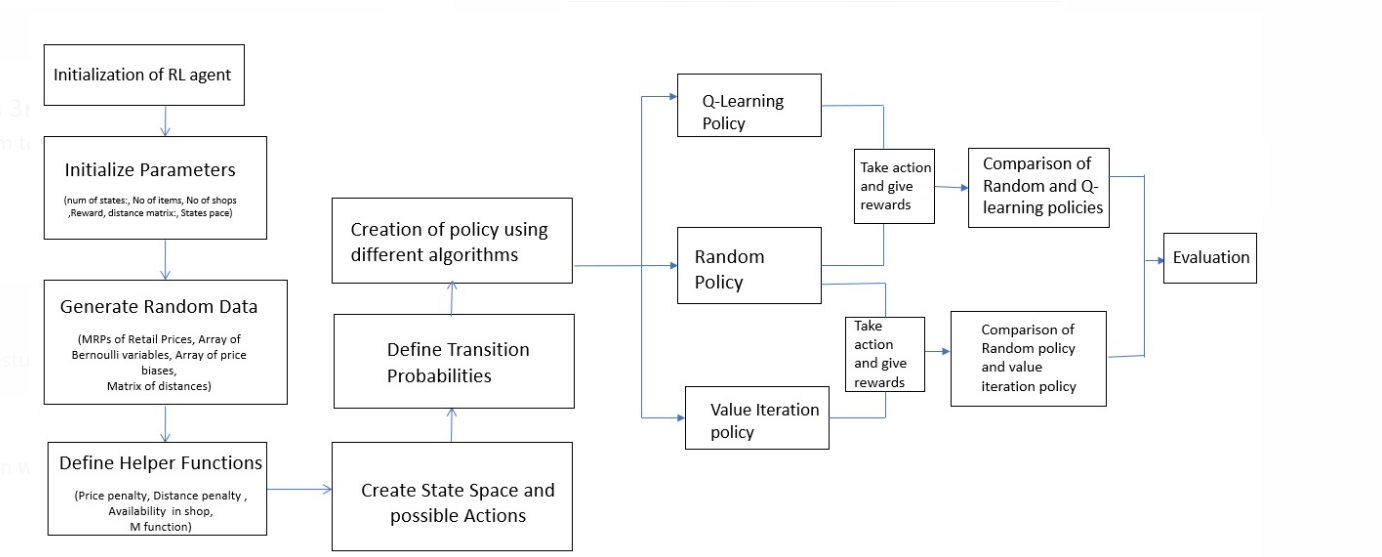 Initialization of RL agent
Initialize Parameters
(num of states:, No of items, No of shops
,Reward, distance matrix:, States pace)
Generate Random Data
(MRPs of Retail Prices, Array of
Bernoulli variables, Array of price
biases,
Matrix of distances)
Define Helper Functions
(Price penalty, Distance penalty ,
Availability in shop,
M function)
Create State Space and
possible Actions
Define Transition
Probabilities
Creation of policy using
different algorithms
Q-Learning
Policy
Random
Policy
Value Iteration
policy
Take action
and give
rewards
Take
action
and give
rewards
Comparison of
Random and Q-
learning policies
Comparison of
Random policy
and value
iteration policy
Evaluation